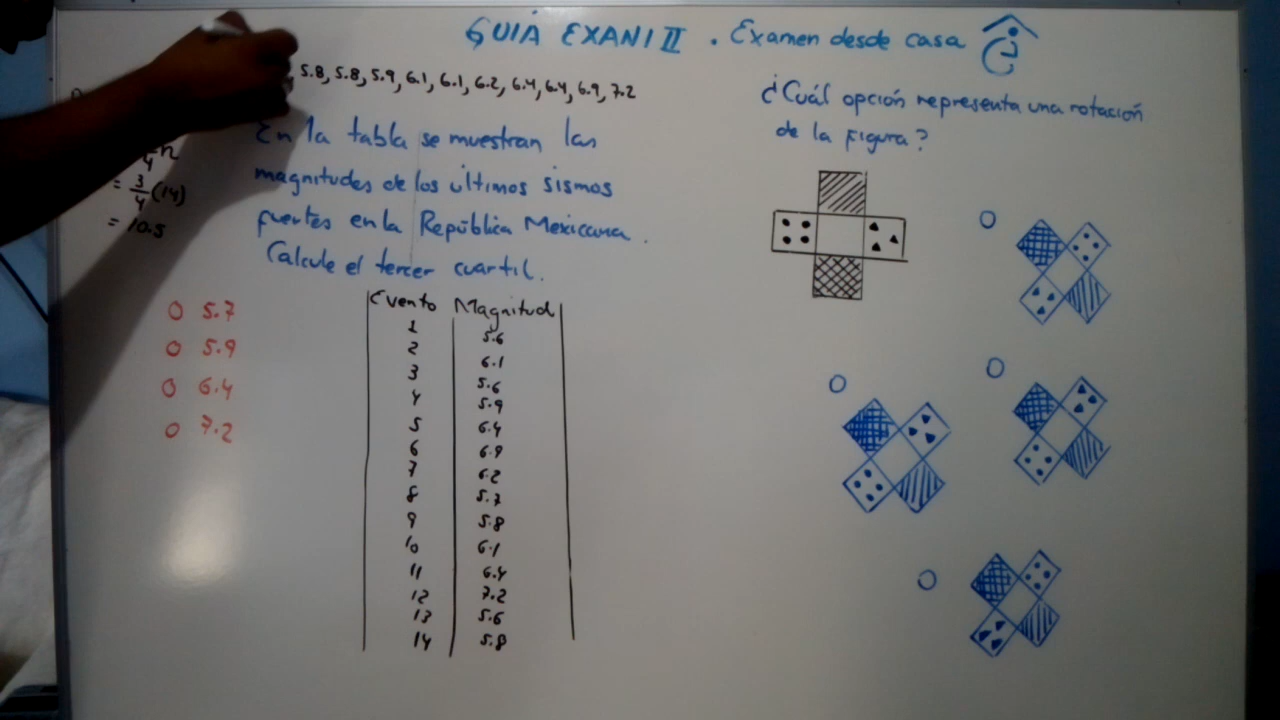 GUIA EXANI II . Examen desde casa
5.8, 5.8, 5.9, 6.1, 6.1, 6.2, 6.4, 6.4, 6.9, 7.2
4 n
= 3/4 (14)
= 10.5
En la tabla se muestran las
magnitudes de los últimos sismos
fuertes en la República Mexicana.
Calcule el tercer cuartil.
O 5.7
O 5.9
O 6.4
O 7.2
Evento Magnitud
1 5.6
2 6.1
3 5.6
4 5.9
5 6.4
6 6.9
7 6.2
8 5.7
9 5.8
10 6.1
11 6.4
12 7.2
13 5.6
14 5.8
¿Cuál opción representa una rotación
de la figura?